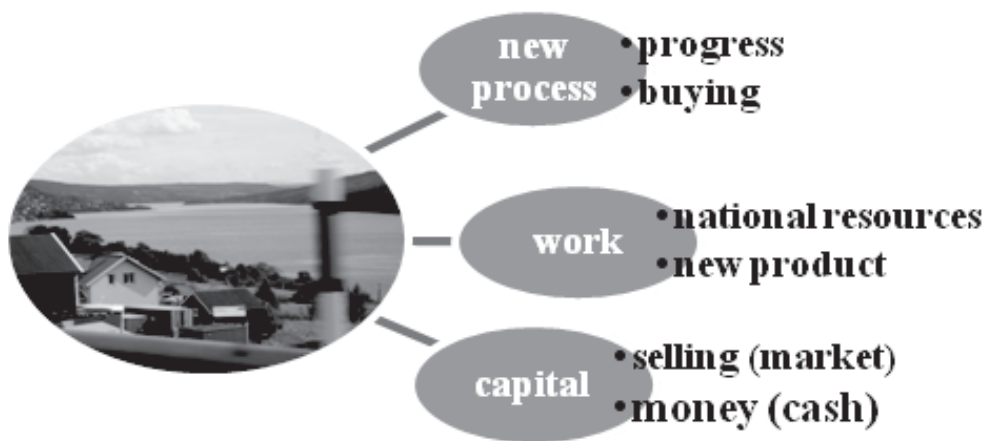 new
process
•progress
•buying
work
•national resources
•new product
capital
•selling (market)
•money (cash)